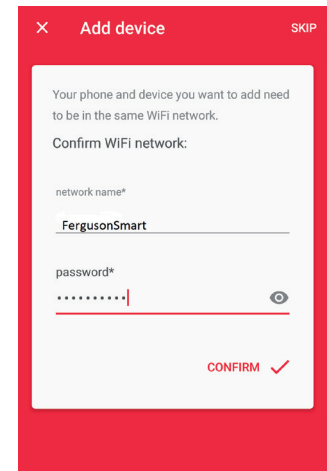 Add device SKIP
Your phone and device you want to add need
to be in the same WiFi network.
Confirm WiFi network:
network name*
FergusonSmart
password*
••••••••••
CONFIRM